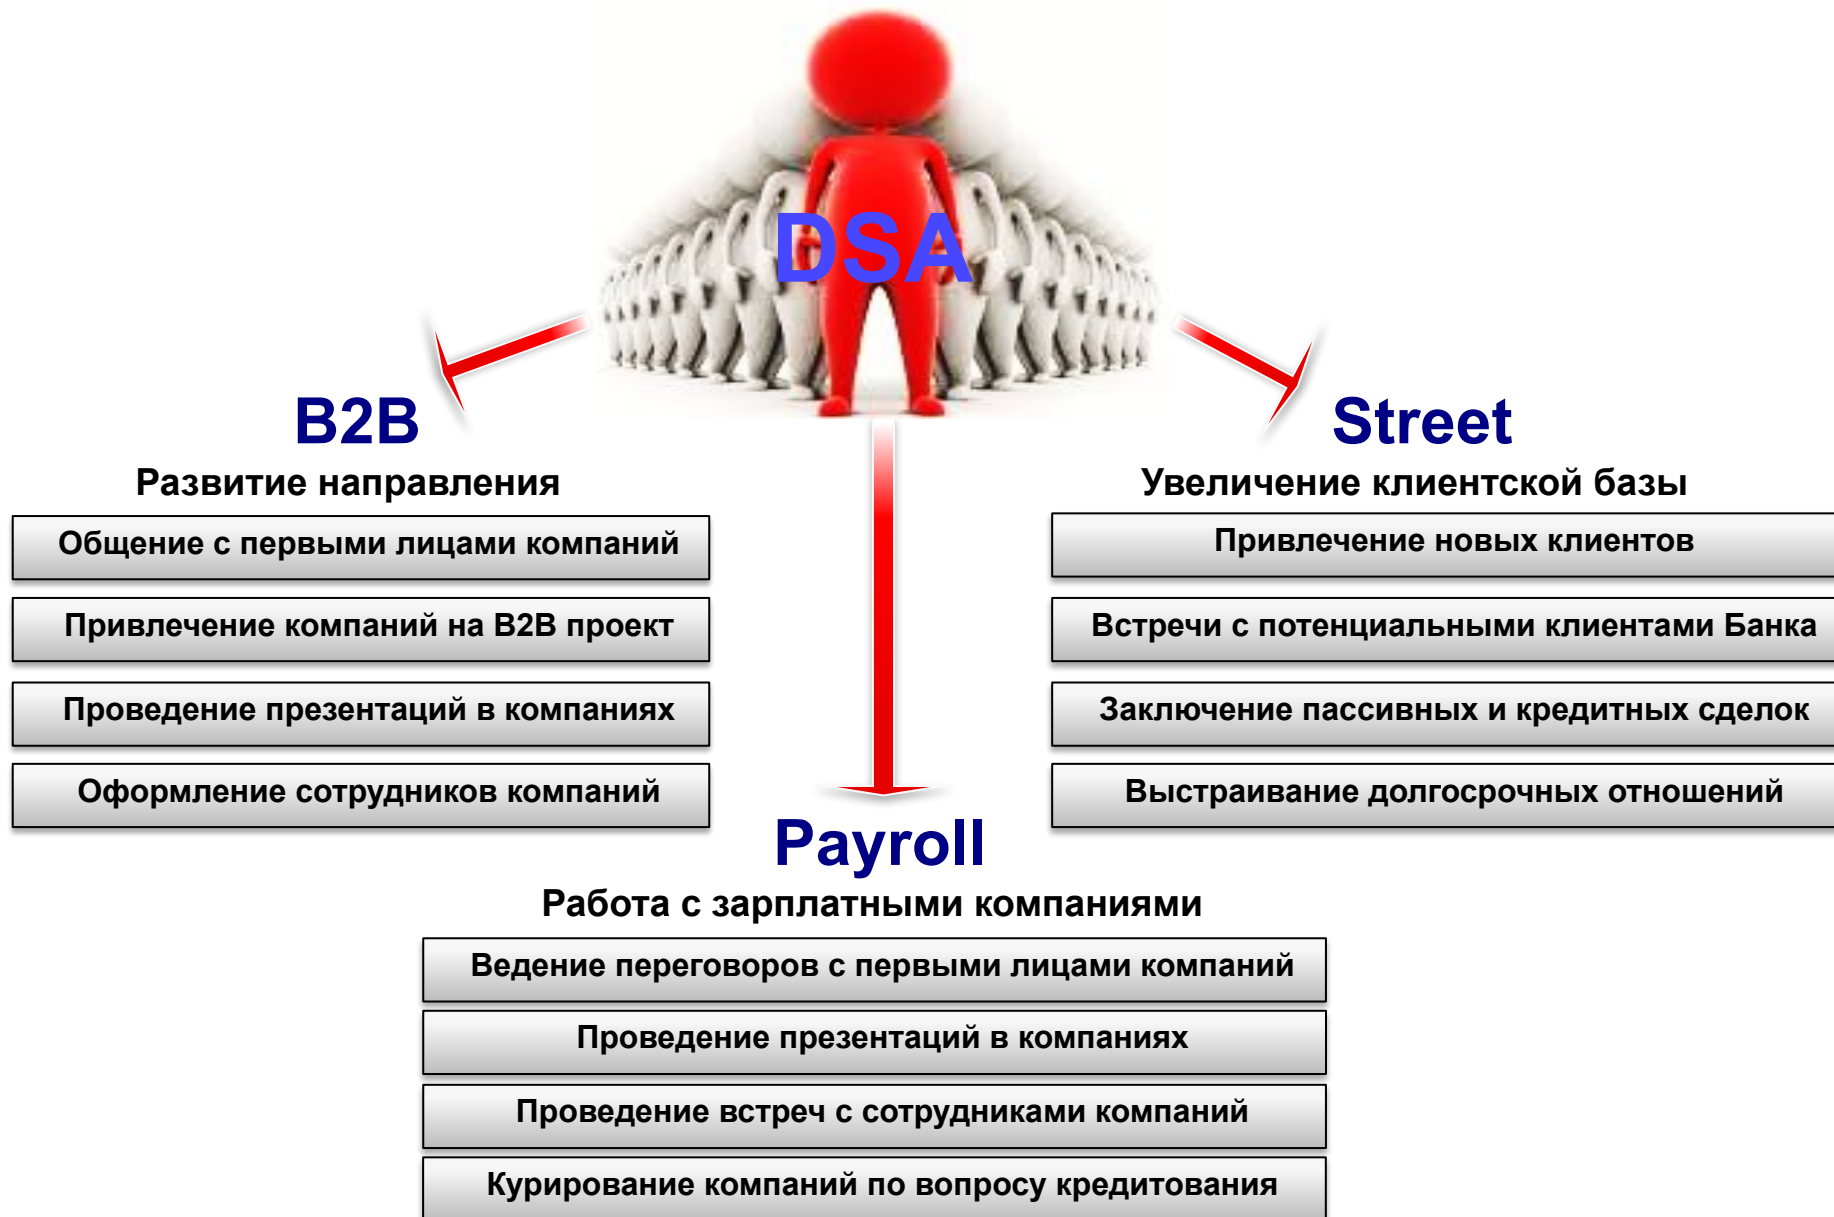 DSA
B2B
Развитие направления
Общение с первыми лицами компаний
Привлечение компаний на B2B проект
Проведение презентаций в компаниях
Оформление сотрудников компаний
Street
Увеличение клиентской базы
Привлечение новых клиентов
Встречи с потенциальными клиентами Банка
Заключение пассивных и кредитных сделок
Выстраивание долгосрочных отношений
Payroll
Работа с зарплатными компаниями
Ведение переговоров с первыми лицами компаний
Проведение презентаций в компаниях
Проведение встреч с сотрудниками компаний
Курирование компаний по вопросу кредитования